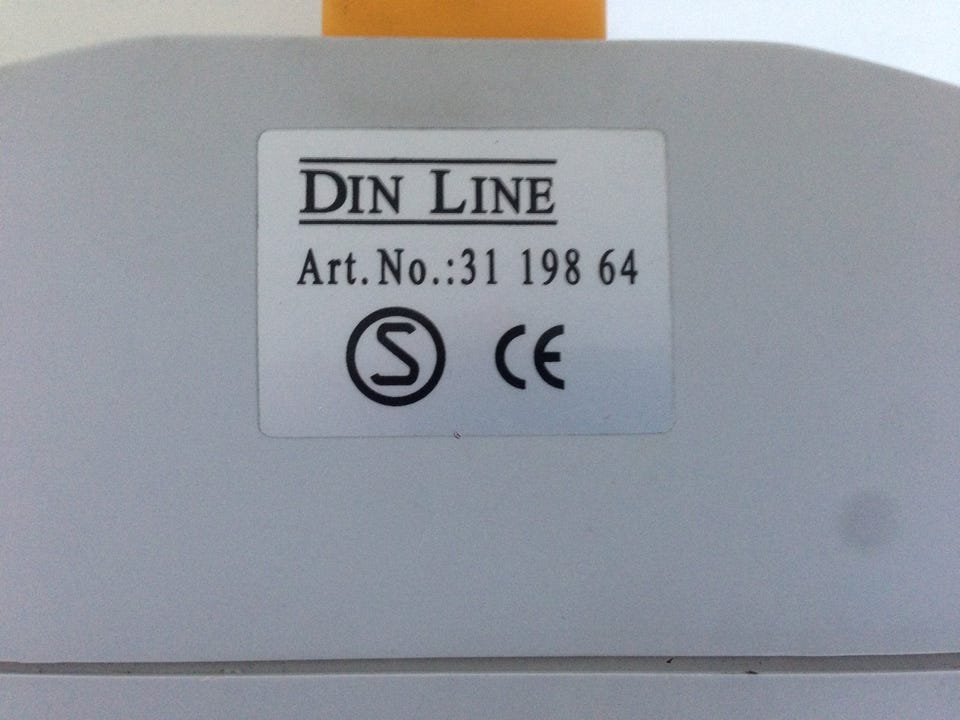 DIN LINE
Art.No.:31 198 64
S CE